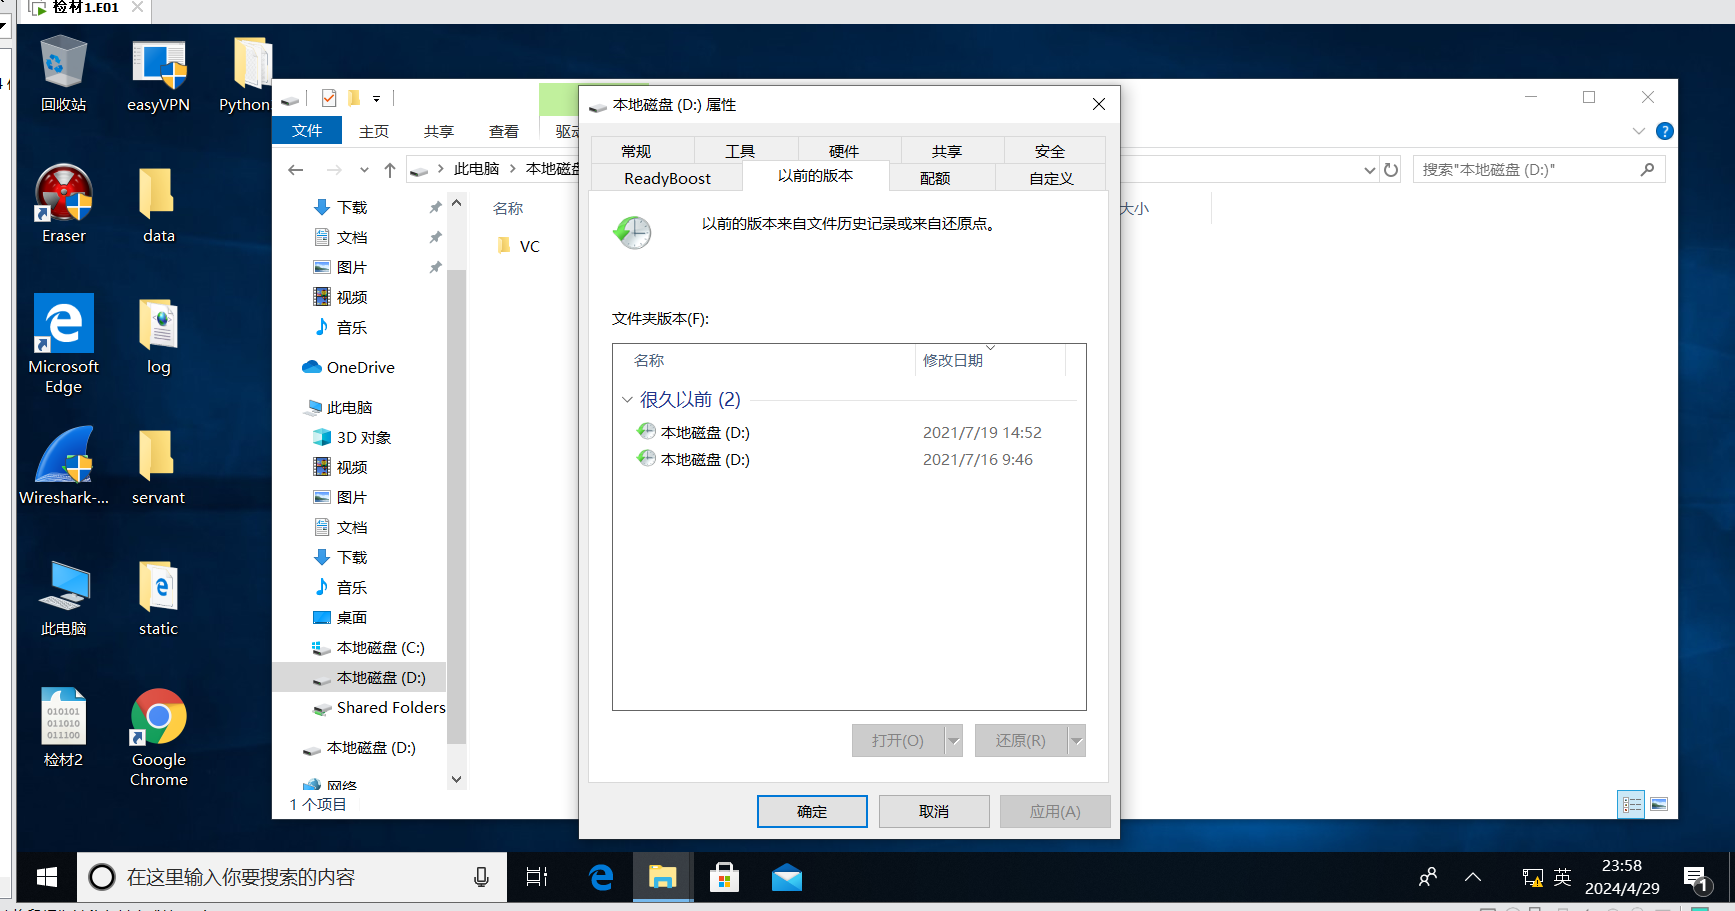 检材1.E01
回收站
easyVPN
Python
Eraser
data
Microsoft
Edge
log
Wireshark-...
servant
此电脑
static
检材2
Google
Chrome
文件
主页
共享
查看
此电脑
搜索"本地磁盘 (D:)"
下载
文档
图片
视频
音乐
OneDrive
此电脑
3D 对象
视频
图片
文档
下载
音乐
桌面
本地磁盘 (C:)
本地磁盘 (D:)
Shared Folders
本地磁盘 (D:)
网络
1 个项目
名称
大小
VC
本地磁盘 (D:) 属性
常规
工具
硬件
共享
安全
ReadyBoost
以前的版本
配额
自定义
以前的版本来自文件历史记录或来自还原点。
文件夹版本(F):
名称
修改日期
很久以前 (2)
本地磁盘 (D:) 2021/7/19 14:52
本地磁盘 (D:) 2021/7/16 9:46
打开(O)
还原(R)
确定
取消
应用(A)
在这里输入你要搜索的内容
英
23:58
2024/4/29
1